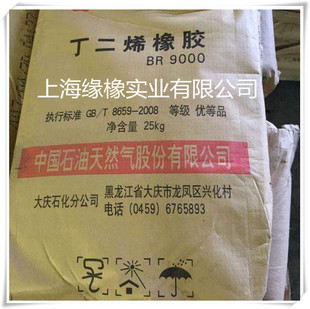 丁二烯橡胶
BR 9000
上海缘橡实业有限公司
执行标准 GB/T 8659-2008 等级 优等品
净含量 25kg
中国石油天然气股份有限公司
大庆石化分公司 黑龙江省大庆市龙凤区兴化村
电话 (0459) 6765893